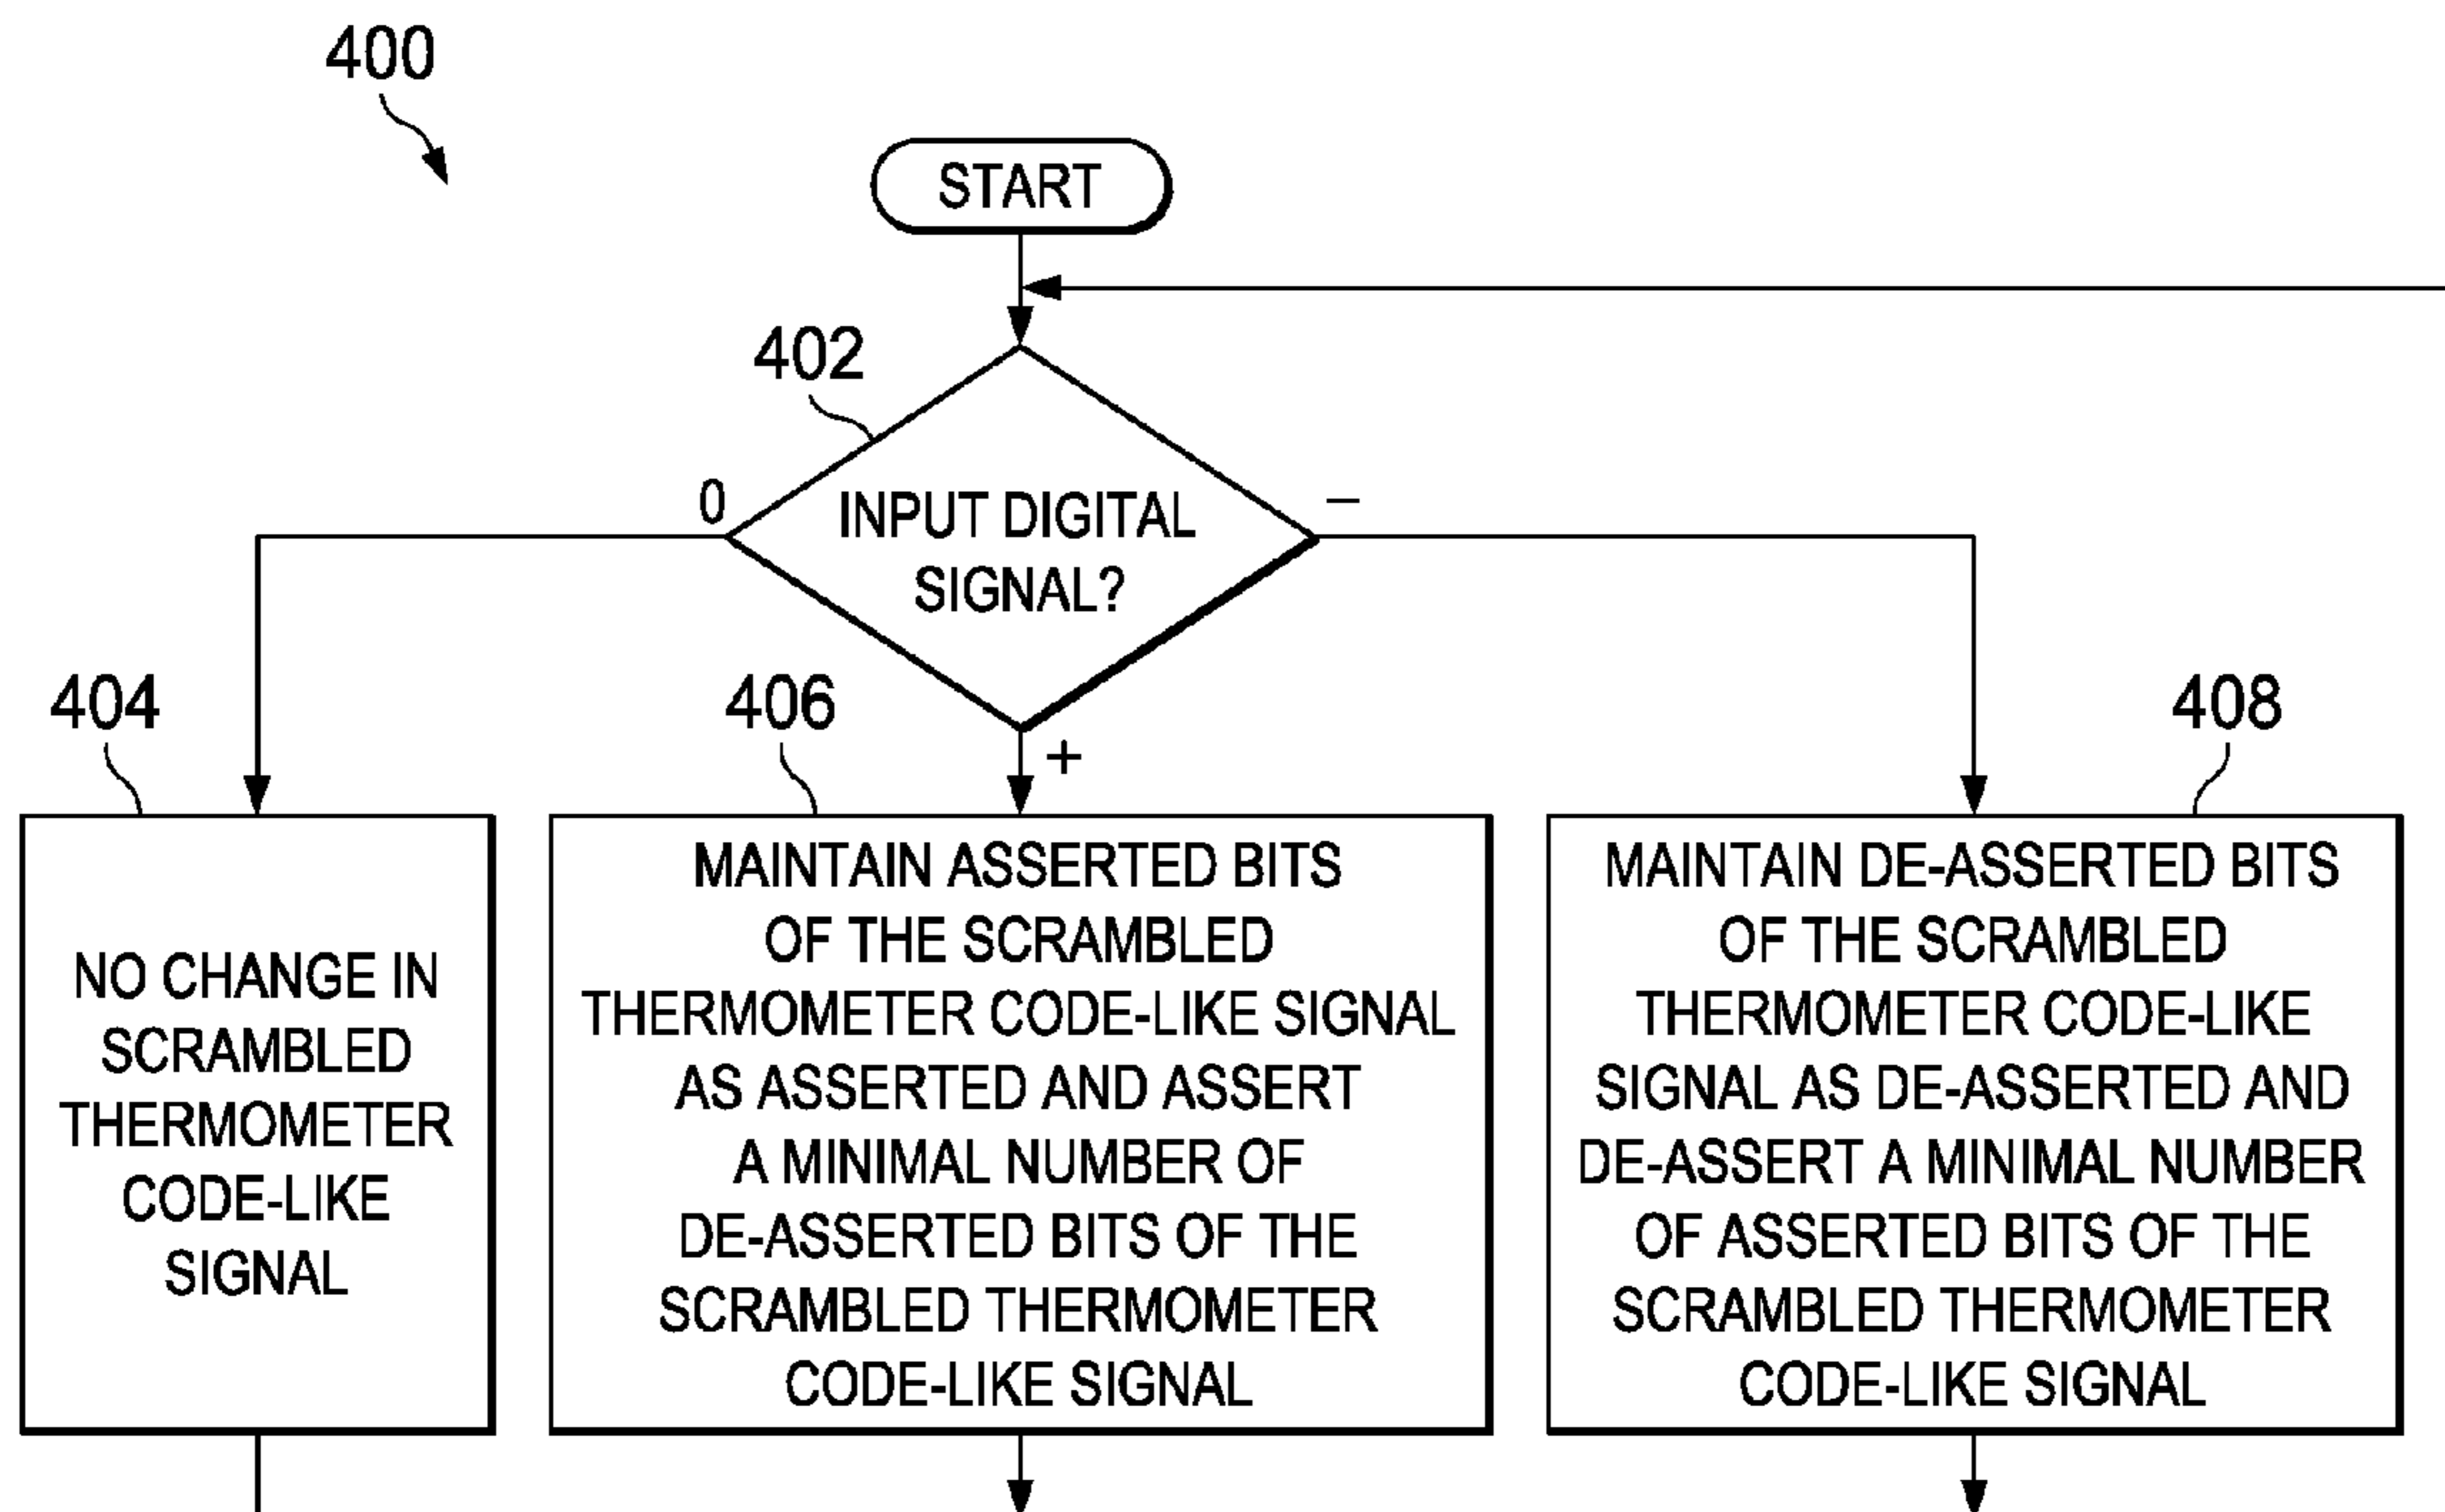 400
START
402
0
INPUT DIGITAL
SIGNAL?
–
404
406
+
408
NO CHANGE IN
SCRAMBLED
THERMOMETER
CODE-LIKE
SIGNAL
MAINTAIN ASSERTED BITS
OF THE SCRAMBLED
THERMOMETER CODE-LIKE SIGNAL
AS ASSERTED AND ASSERT
A MINIMAL NUMBER OF
DE-ASSERTED BITS OF THE
SCRAMBLED THERMOMETER
CODE-LIKE SIGNAL
MAINTAIN DE-ASSERTED BITS
OF THE SCRAMBLED
THERMOMETER CODE-LIKE
SIGNAL AS DE-ASSERTED AND
DE-ASSERT A MINIMAL NUMBER
OF ASSERTED BITS OF THE
SCRAMBLED THERMOMETER
CODE-LIKE SIGNAL